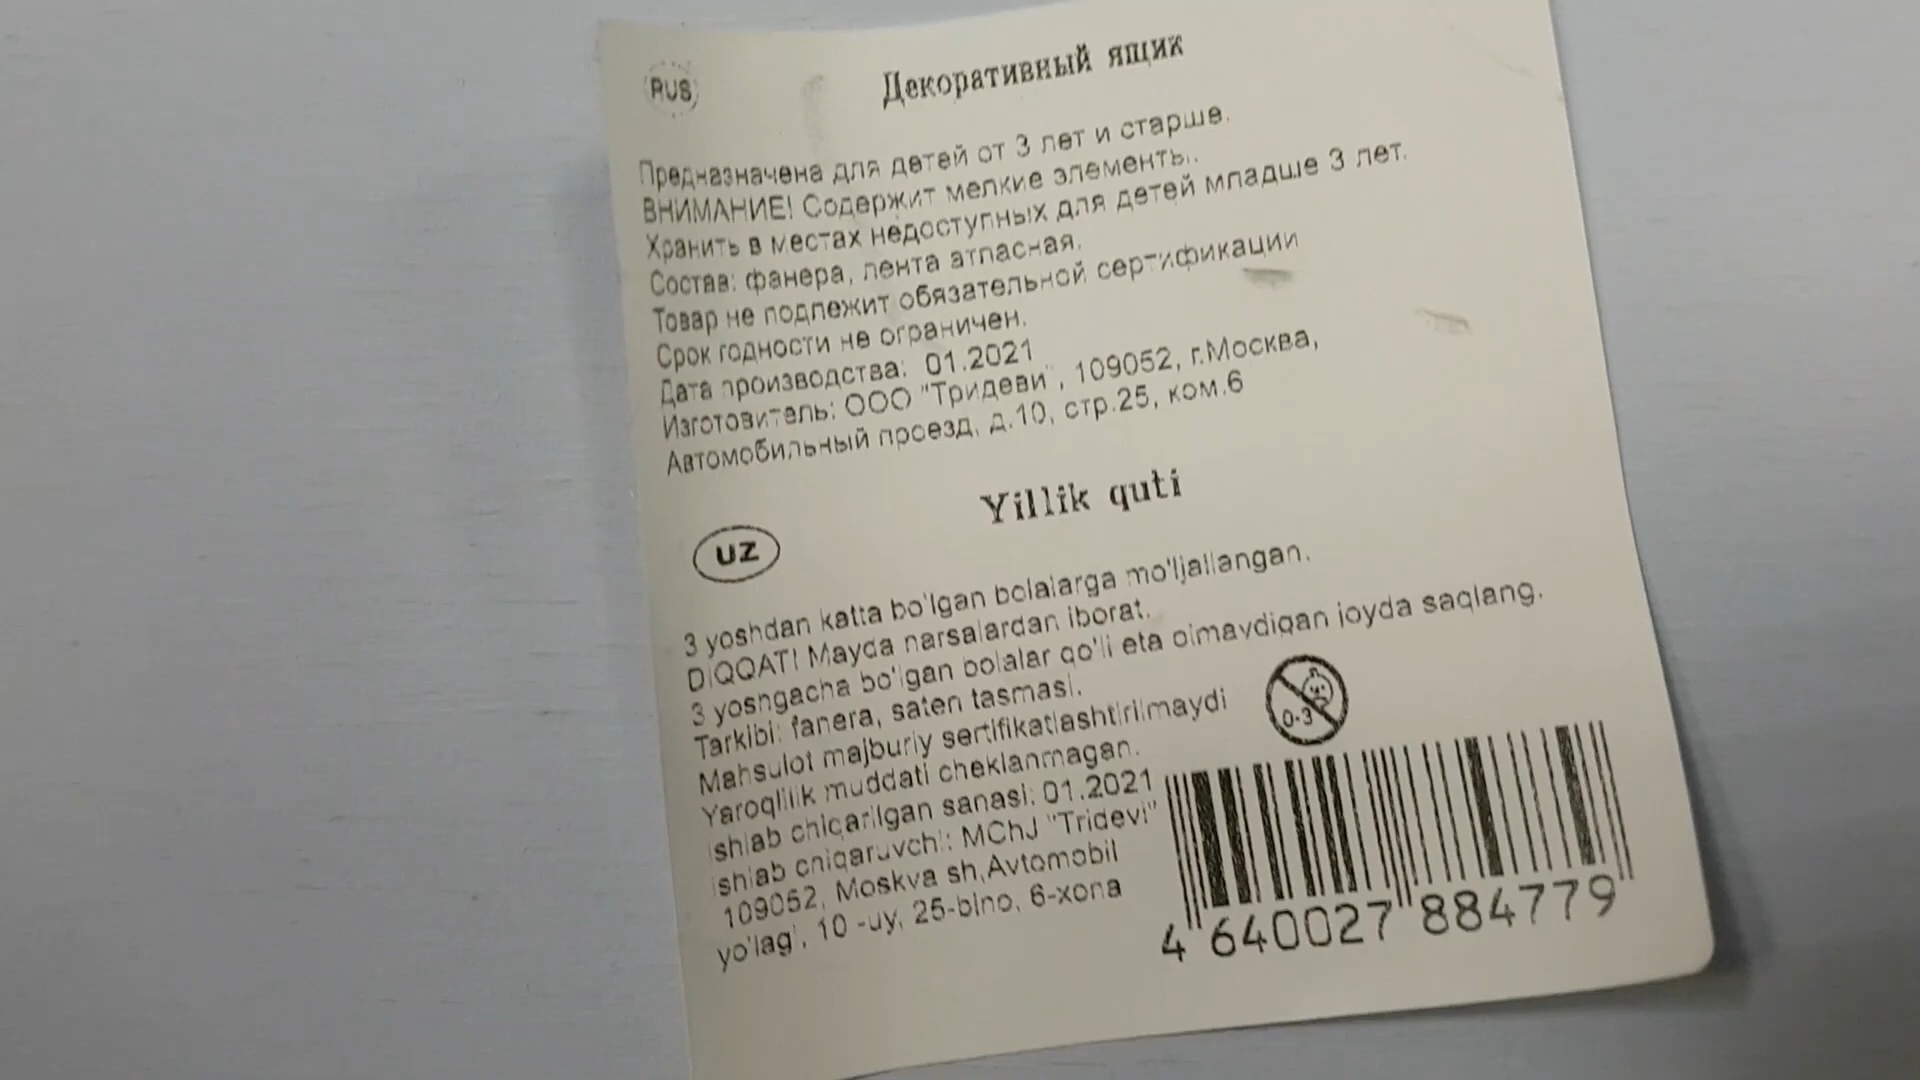 RUS
Декоративный ящик
Предназначена для детей от 3 лет и старше.
ВНИМАНИЕ! Содержит мелкие элементы.
Хранить в местах недоступных для детей младше 3 лет.
Состав: фанера, лента атласная.
Товар не подлежит обязательной сертификации
Срок годности не ограничен.
Дата производства: 01.2021
Изготовитель: ООО "Тридеви", 109052, г.Москва,
Автомобильный проезд, д.10, стр.25, ком.6
Yillik quti
UZ
3 yoshdan katta bo'lgan bolalarga mo'ljallangan.
DIQQAT! Mayda narsalardan iborat.
3 yoshgacha bo'lgan bolalar qo'li eta olmaydigan joyda saqlang.
Tarkibi: fanera, saten tasmasi.
Mahsulot majburiy sertifikatlashtirilmaydi
Yaroqlilik muddati cheklanmagan.
Ishlab chiqarilgan sanasi: 01.2021
Ishlab chiqaruvchi: MChJ "Tridevi"
109052, Moskva sh,Avtomobil
yo'lagi, 10 -uy, 25-bino, 6-xona
0-3
4 640027 884779